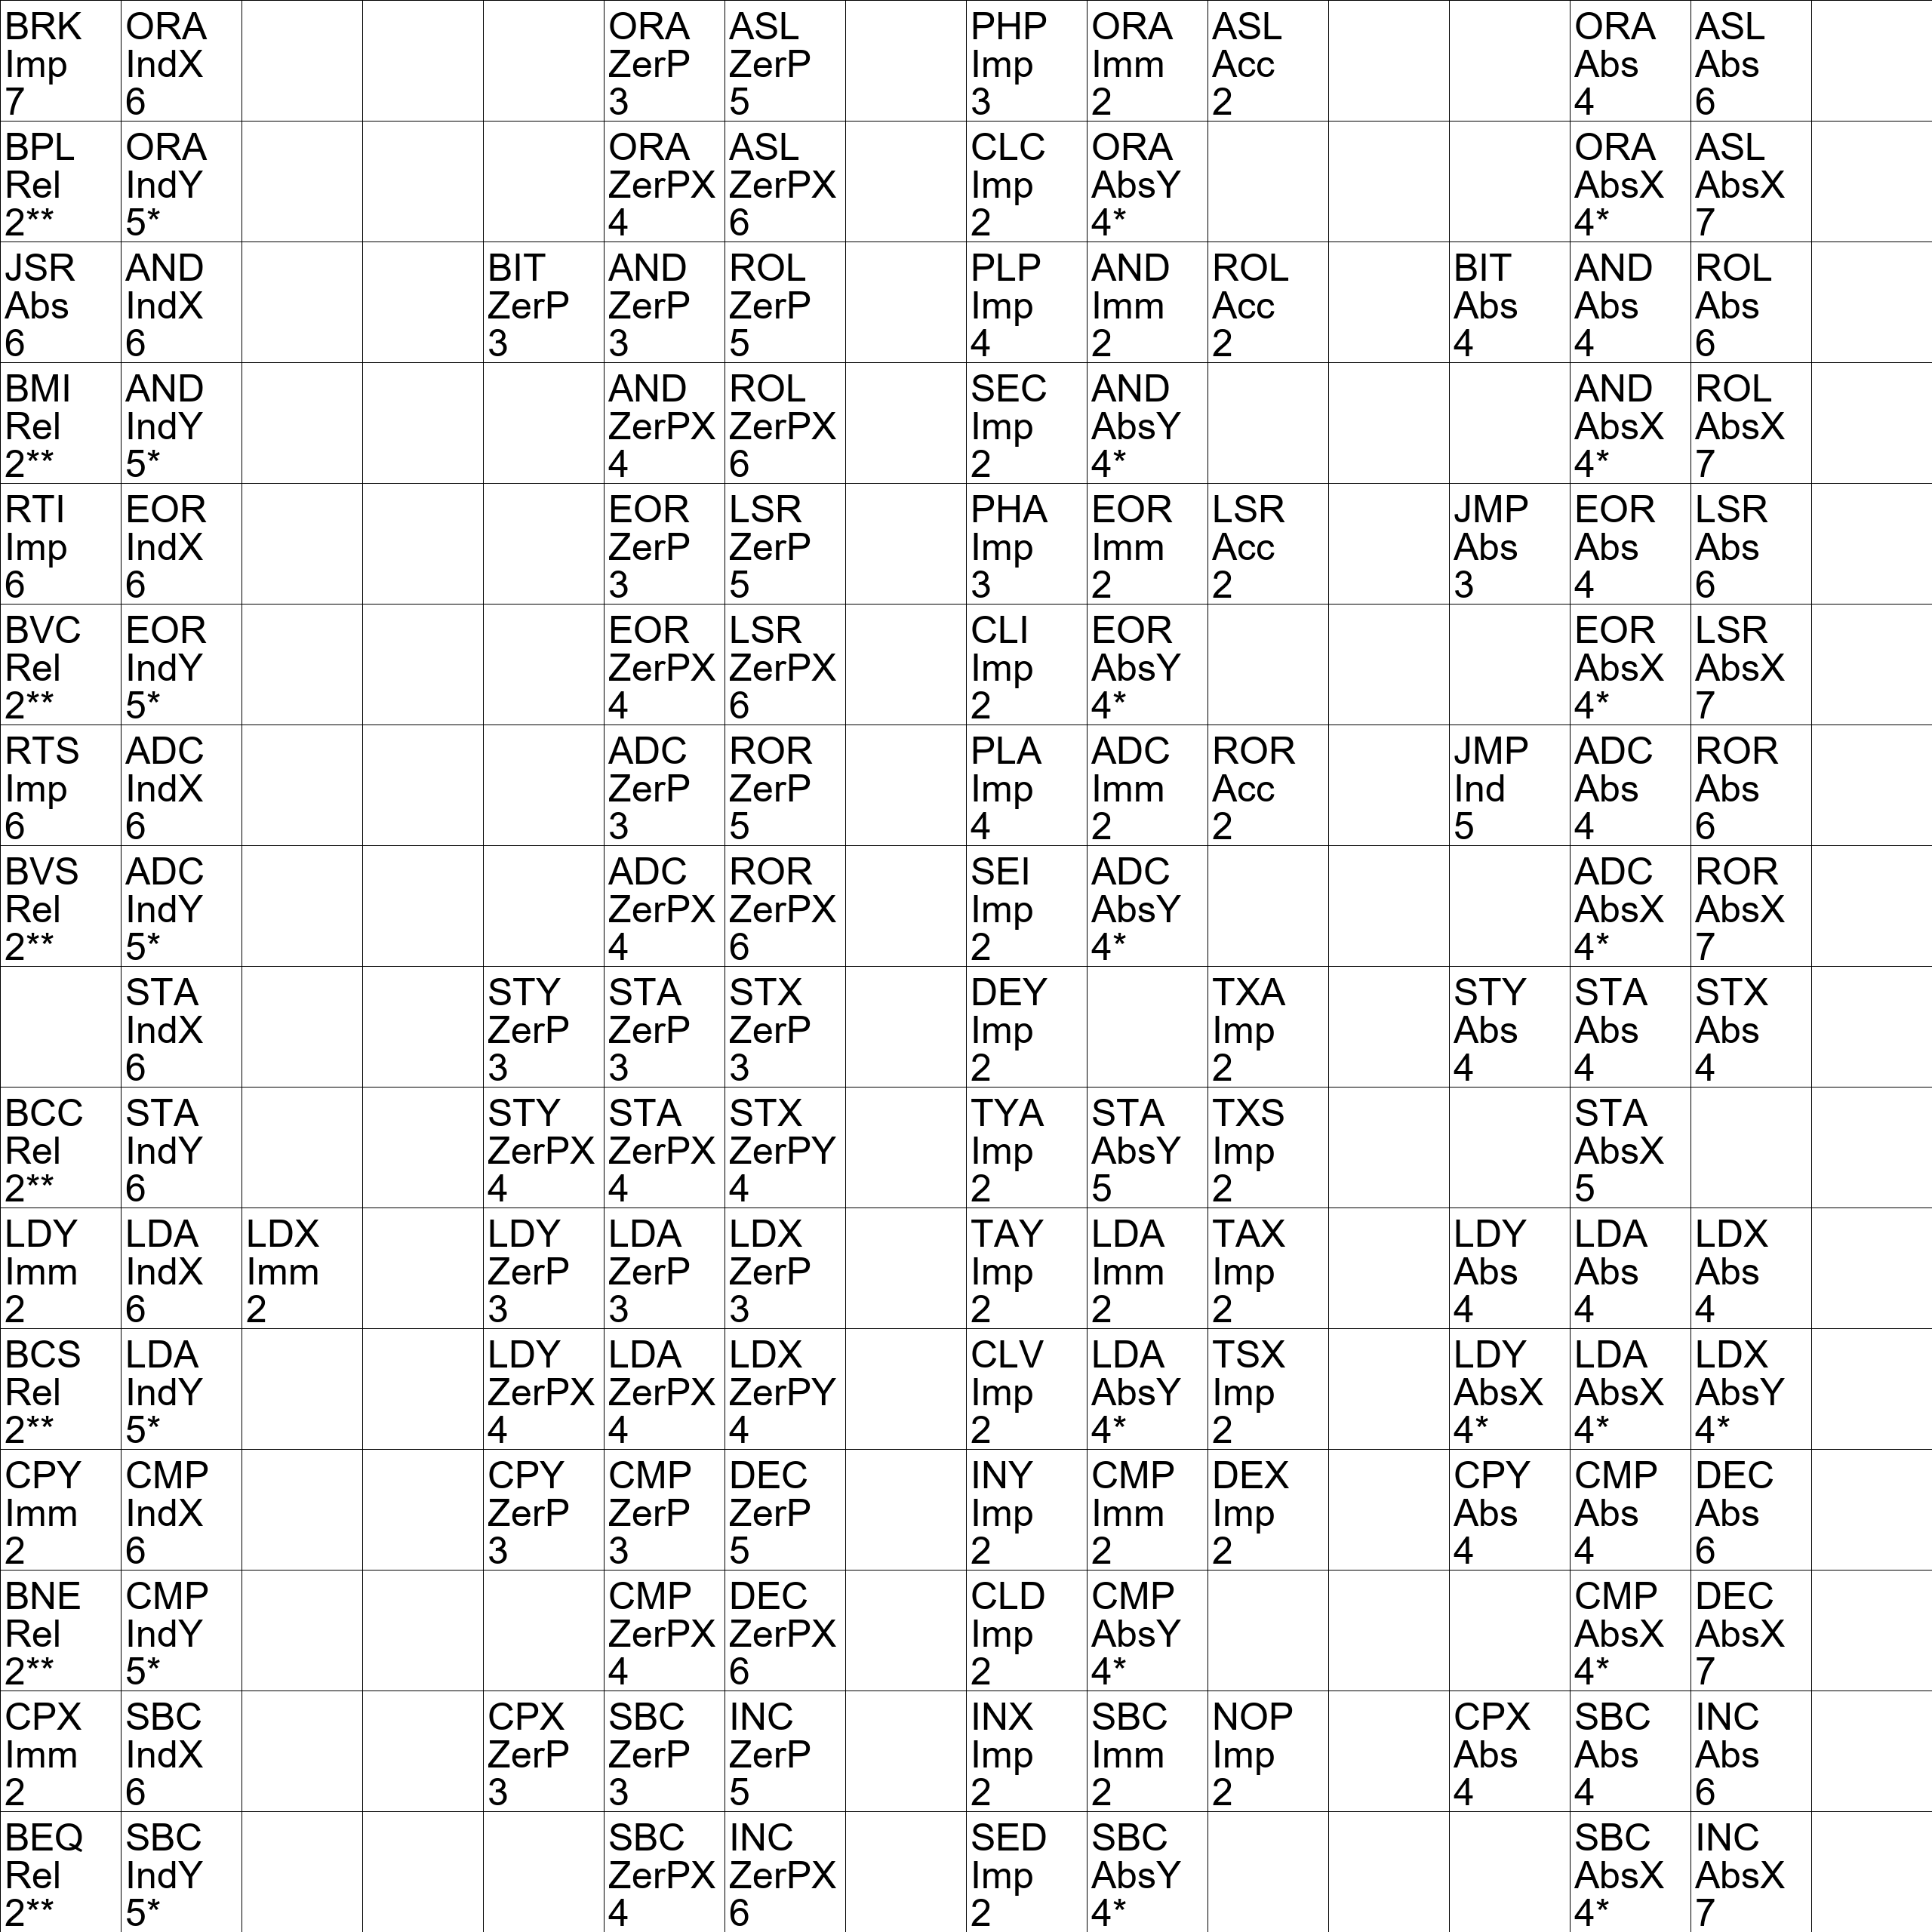 BRK ORA ORA ASL PHP ORA ASL ORA ASL
Imp IndX ZerP ZerP Imp Imm Acc Abs Abs
7 6 3 5 3 2 2 4 6
BPL ORA ORA ASL CLC ORA ORA ASL
Rel IndY ZerPX ZerPX Imp AbsY AbsX AbsX
2** 5* 4 6 2 4* 4* 7
JSR AND BIT AND ROL PLP AND ROL BIT AND ROL
Abs IndX ZerP ZerP ZerP Imp Imm Acc Abs Abs Abs
6 6 3 3 5 4 2 2 4 4 6
BMI AND AND ROL SEC AND AND ROL
Rel IndY ZerPX ZerPX Imp AbsY AbsX AbsX
2** 5* 4 6 2 4* 4* 7
RTI EOR EOR LSR PHA EOR LSR JMP EOR LSR
Imp IndX ZerP ZerP Imp Imm Acc Abs Abs Abs
6 6 3 5 3 2 2 3 4 6
BVC EOR EOR LSR CLI EOR EOR LSR
Rel IndY ZerPX ZerPX Imp AbsY AbsX AbsX
2** 5* 4 6 2 4* 4* 7
RTS ADC ADC ROR PLA ADC ROR JMP ADC ROR
Imp IndX ZerP ZerP Imp Imm Acc Ind Abs Abs
6 6 3 5 4 2 2 5 4 6
BVS ADC ADC ROR SEI ADC ADC ROR
Rel IndY ZerPX ZerPX Imp AbsY AbsX AbsX
2** 5* 4 6 2 4* 4* 7
STA STY STA STX DEY TXA STY STA STX
IndX ZerP ZerP ZerP Imp Imp Abs Abs Abs
6 3 3 3 2 2 4 4 4
BCC STA STY STA STX TYA STA TXS STA
Rel IndY ZerPX ZerPX ZerPY Imp AbsY Imp AbsX
2** 6 4 4 4 2 5 2 5
LDY LDA LDX LDY LDA LDX TAY LDA TAX LDY LDA LDX
Imm IndX Imm ZerP ZerP ZerP Imp Imm Imp Abs Abs Abs
2 6 2 3 3 3 2 2 2 4 4 4
BCS LDA LDY LDA LDX CLV LDA TSX LDY LDA LDX
Rel IndY ZerPX ZerPX ZerPY Imp AbsY Imp AbsX AbsX AbsY
2** 5* 4 4 4 2 4* 2 4* 4* 4*
CPY CMP CPY CMP DEC INY CMP DEX CPY CMP DEC
Imm IndX ZerP ZerP ZerP Imp Imm Imp Abs Abs Abs
2 6 3 3 5 2 2 2 4 4 6
BNE CMP CMP DEC CLD CMP CMP DEC
Rel IndY ZerPX ZerPX Imp AbsY AbsX AbsX
2** 5* 4 6 2 4* 4* 7
CPX SBC CPX SBC INC INX SBC NOP CPX SBC INC
Imm IndX ZerP ZerP ZerP Imp Imm Imp Abs Abs Abs
2 6 3 3 5 2 2 2 4 4 6
BEQ SBC SBC INC SED SBC SBC INC
Rel IndY ZerPX ZerPX Imp AbsY AbsX AbsX
2** 5* 4 6 2 4* 4* 7